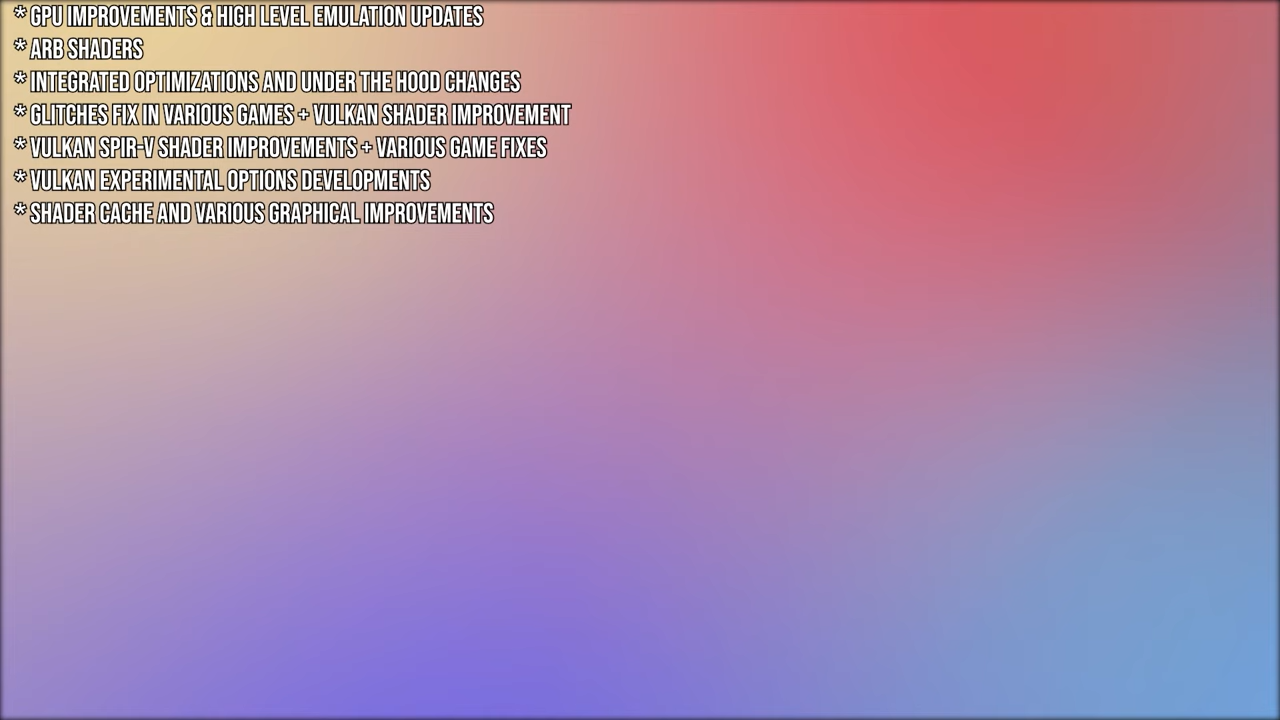 * GPU IMPROVEMENTS & HIGH LEVEL EMULATION UPDATES
* ARB SHADERS
* INTEGRATED OPTIMIZATIONS AND UNDER THE HOOD CHANGES
* GLITCHES FIX IN VARIOUS GAMES + VULKAN SHADER IMPROVEMENT
* VULKAN SPIR-V SHADER IMPROVEMENTS + VARIOUS GAME FIXES
* VULKAN EXPERIMENTAL OPTIONS DEVELOPMENTS
* SHADER CACHE AND VARIOUS GRAPHICAL IMPROVEMENTS